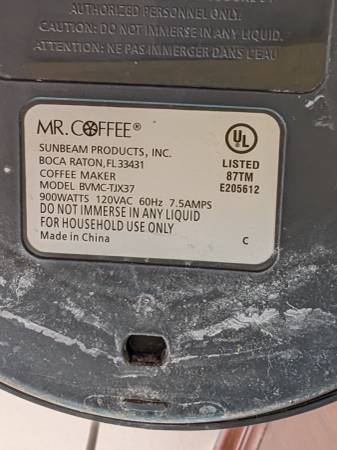 AUTHORIZED PERSONNEL ONLY.
CAUTION: DO NOT IMMERSE IN ANY LIQUID.
ATTENTION: NE PAS IMMERGER DANS L'EAU
MR. COFFEE®
SUNBEAM PRODUCTS, INC.
BOCA RATON, FL 33431
COFFEE MAKER
MODEL BVMC-TJX37
900WATTS 120VAC 60Hz 7.5AMPS
DO NOT IMMERSE IN ANY LIQUID
FOR HOUSEHOLD USE ONLY
Made in China
UL
LISTED
87TM
E205612
C